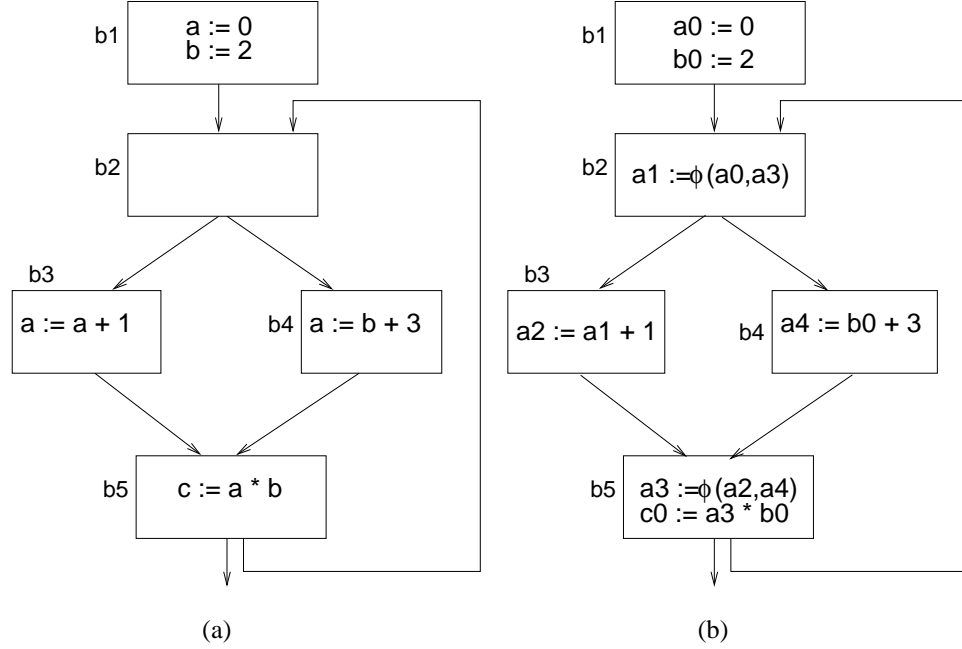 b1
a := 0
b := 2
b2
b3
a := a + 1
b4
a := b + 3
b5
c := a * b
(a)
b1
a0 := 0
b0 := 2
b2
a1 :=ϕ(a0,a3)
b3
a2 := a1 + 1
b4
a4 := b0 + 3
b5
a3 :=ϕ(a2,a4)
c0 := a3 * b0
(b)